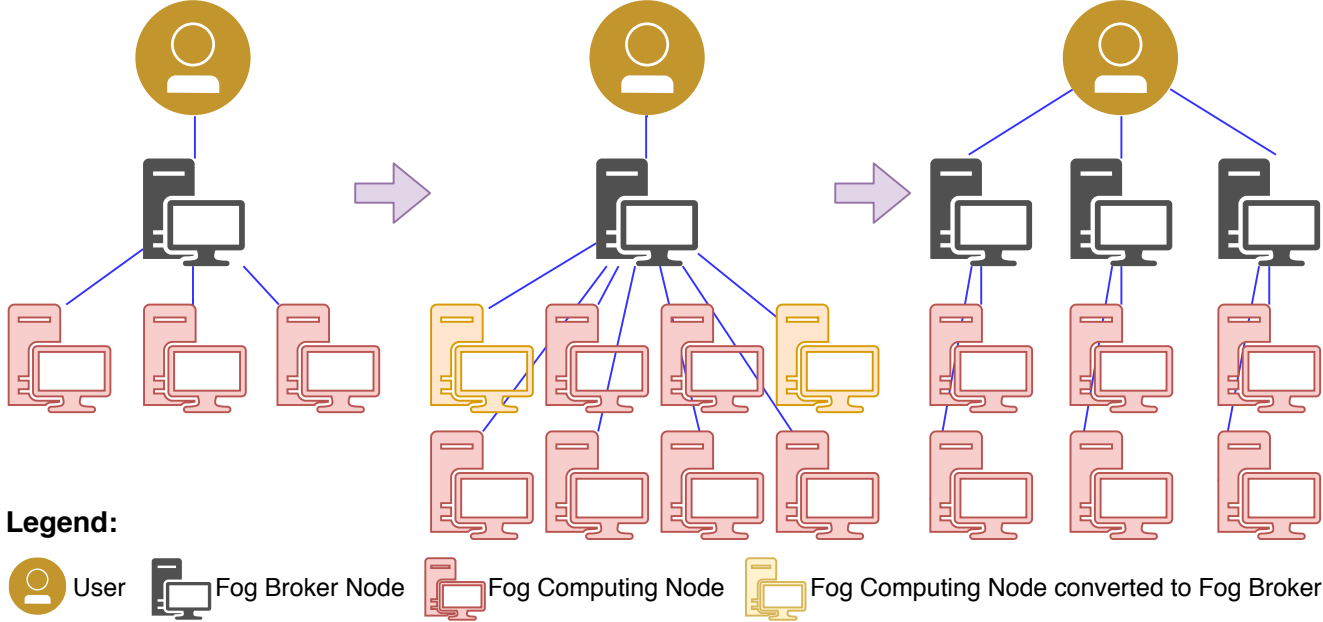 Legend:
User
Fog Broker Node
Fog Computing Node
Fog Computing Node converted to Fog Broker